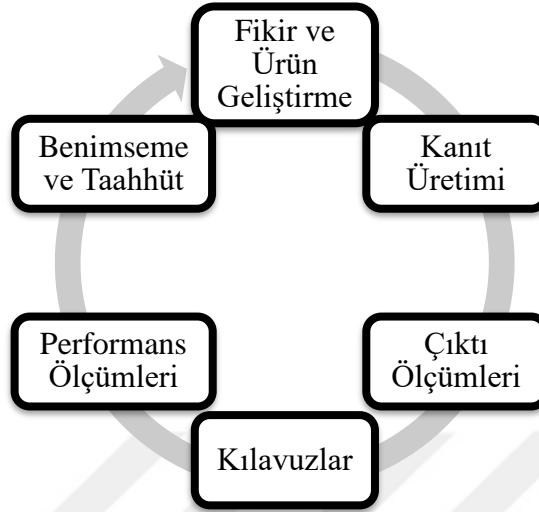 Fikir ve
Ürün
Geliştirme
Kanıt
Üretimi
Çıktı
Ölçümleri
Kılavuzlar
Performans
Ölçümleri
Benimseme
ve Taahhüt